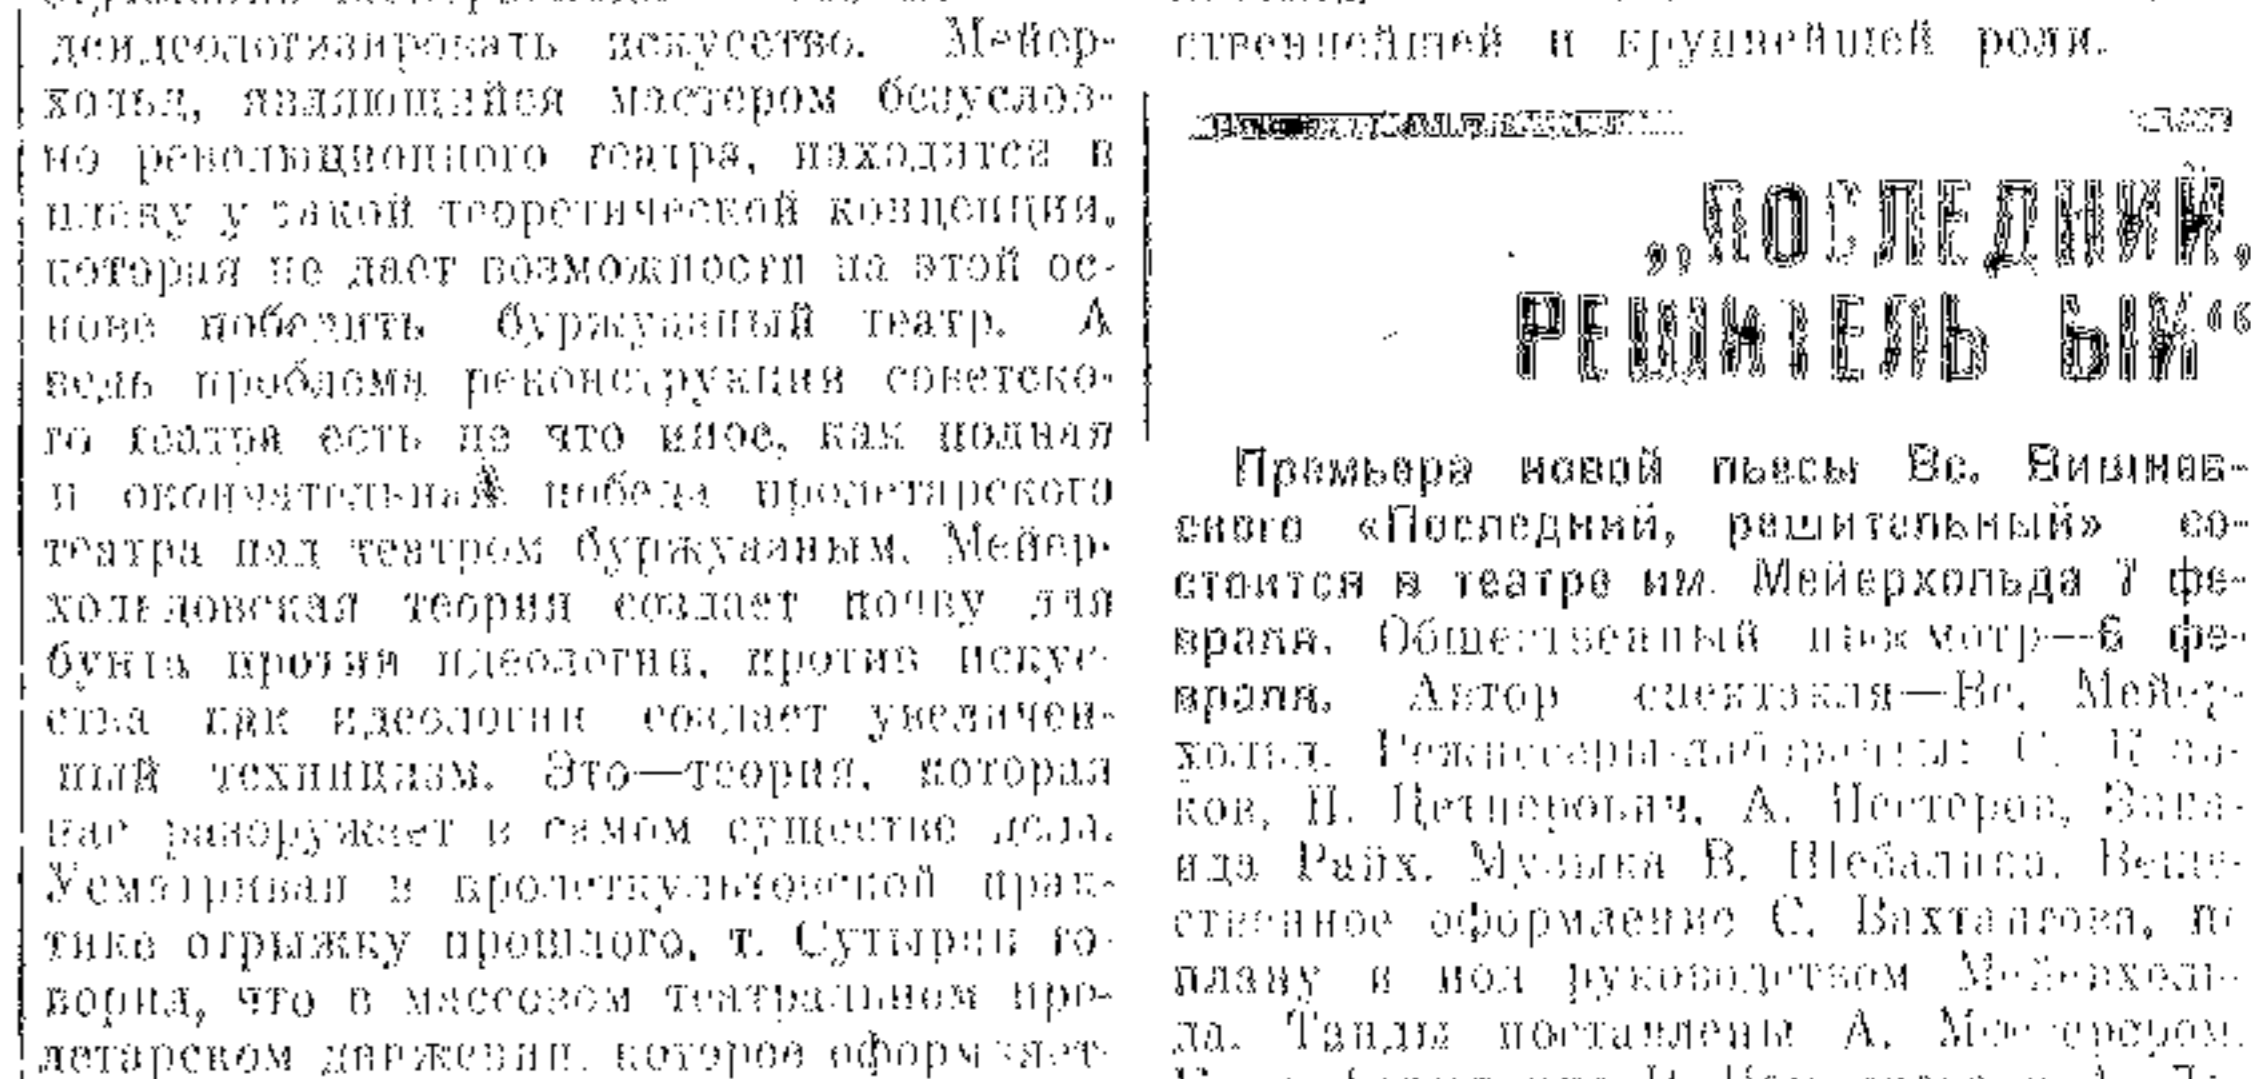 деидеологизировать искусство. Мейер-
хольд, являющийся мастером безуслов-
но революционного театра, находится в
плену у такой теоретической концепции,
которая не дает возможности на этой ос-
нове победить буржуазный театр. А
ведь проблема реконструкции советско-
го театра есть не что иное, как полная
и окончательная победа пролетарского
театра над театром буржуазным. Мейер-
хольдовская теория создает почву для
бунта против идеологии, против искус-
ства как идеологии создает увеличен-
ный техницизм. Это—теория, которая
нас разоружает в самом существе дела.
Усматривая в пролеткультовской прак-
тике отрыжку прошлого, т. Сутырин го-
ворил, что в массовом театральном про-
летарском движении, которое оформляет-
ственнейшей и крупнейшей роли.
„ПОСЛЕДНИЙ,
РЕШИТЕЛЬ ЫЙ“
Премьера новой пьесы Вс. Вишнев-
ского «Последний, решительный» со-
стоится в театре им. Мейерхольда 7 фе-
враля. Общественный просмотр—6 фе-
враля. Автор спектакля—Вс. Мейер-
хольд. Режиссеры-лаборанты: С.
ков, П. Цетнерович, А. Нестеров, Зина-
ида Райх. Музыка В. Шебалина. Веще-
ственное оформление С. Вахтангова, по
плану и под руководством Мейерхоль-
да. Танцы поставлены А. Мессерером.